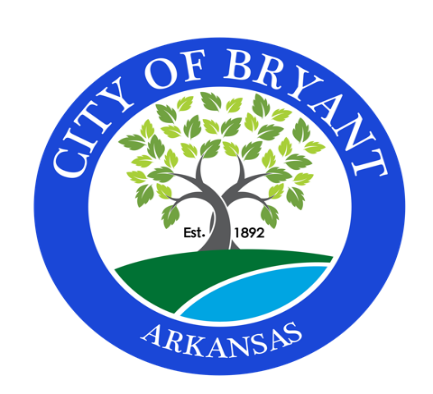 CITY OF BRYANT
Est. 1892
ARKANSAS